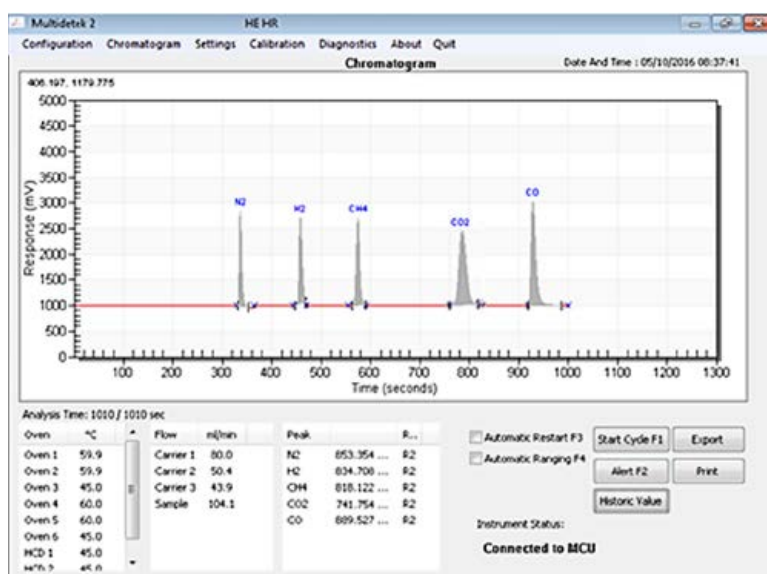 Multidetek 2 HE HR
Configuration Chromatogram Settings Calibration Diagnostics About Quit
Chromatogram Date And Time : 05/10/2016 08:37:41
406.197, 1179.775
5000
4500
4000
3500
3000
2500
2000
1500
1000
500
0
Response (mV)
N2 H2 CH4 CO2 CO
100 200 300 400 500 600 700 800 900 1000 1100 1200 1300
Time (seconds)
Analysis Time: 1010 / 1010 sec
Oven °C Flow ml/min Peak R...
Oven 1 59.9 Carrier 1 80.0 N2 853.354 ... R2
Oven 2 59.9 Carrier 2 50.4 H2 834.708 ... R2
Oven 3 45.0 Carrier 3 43.9 CH4 818.122 ... R2
Oven 4 60.0 Sample 104.1 CO2 741.754 ... R2
Oven 5 60.0 CO 889.527 ... R2
Oven 6 45.0
HCD 1 45.0
HCD 2 45.0
Automatic Restart F3 Start Cycle F1 Export
Automatic Ranging F4 Alert F2 Print
Historic Value
Instrument Status:
Connected to MCU